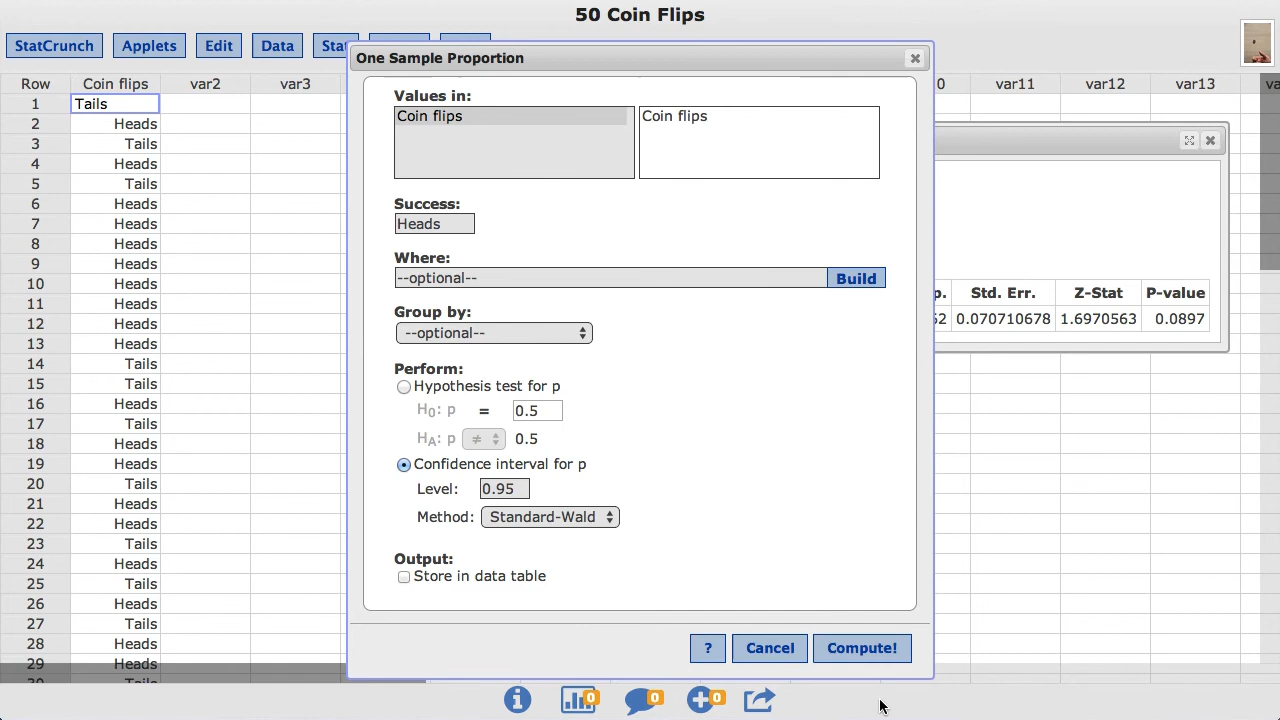 50 Coin Flips
StatCrunch Applets Edit Data Stat
One Sample Proportion
Row Coin flips var2 var3 0 var11 var12 var13 va
1 Tails
2 Heads
3 Tails
4 Heads
5 Tails
6 Heads
7 Heads
8 Heads
9 Heads
10 Heads
11 Heads
12 Heads
13 Heads
14 Tails
15 Tails
16 Heads
17 Tails
18 Heads
19 Heads
20 Tails
21 Heads
22 Heads
23 Tails
24 Heads
25 Tails
26 Heads
27 Tails
28 Heads
29 Heads
30 Tails
Values in:
Coin flips Coin flips
Success:
Heads
Where:
--optional-- Build
Group by:
--optional--
Perform:
Hypothesis test for p
H0: p = 0.5
HA: p ≠ 0.5
Confidence interval for p
Level: 0.95
Method: Standard-Wald
Output:
Store in data table
? Cancel Compute!
p. Std. Err. Z-Stat P-value
62 0.070710678 1.6970563 0.0897
0 0 0